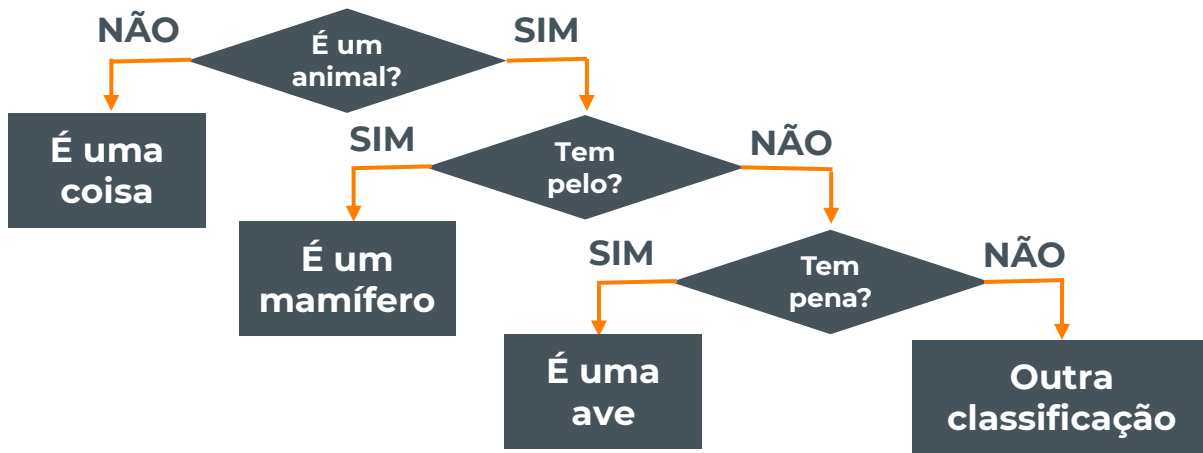 NÃO
É um
animal?
SIM
É uma
coisa
SIM
Tem
pelo?
NÃO
É um
mamífero
SIM
Tem
pena?
NÃO
É uma
ave
Outra
classificação